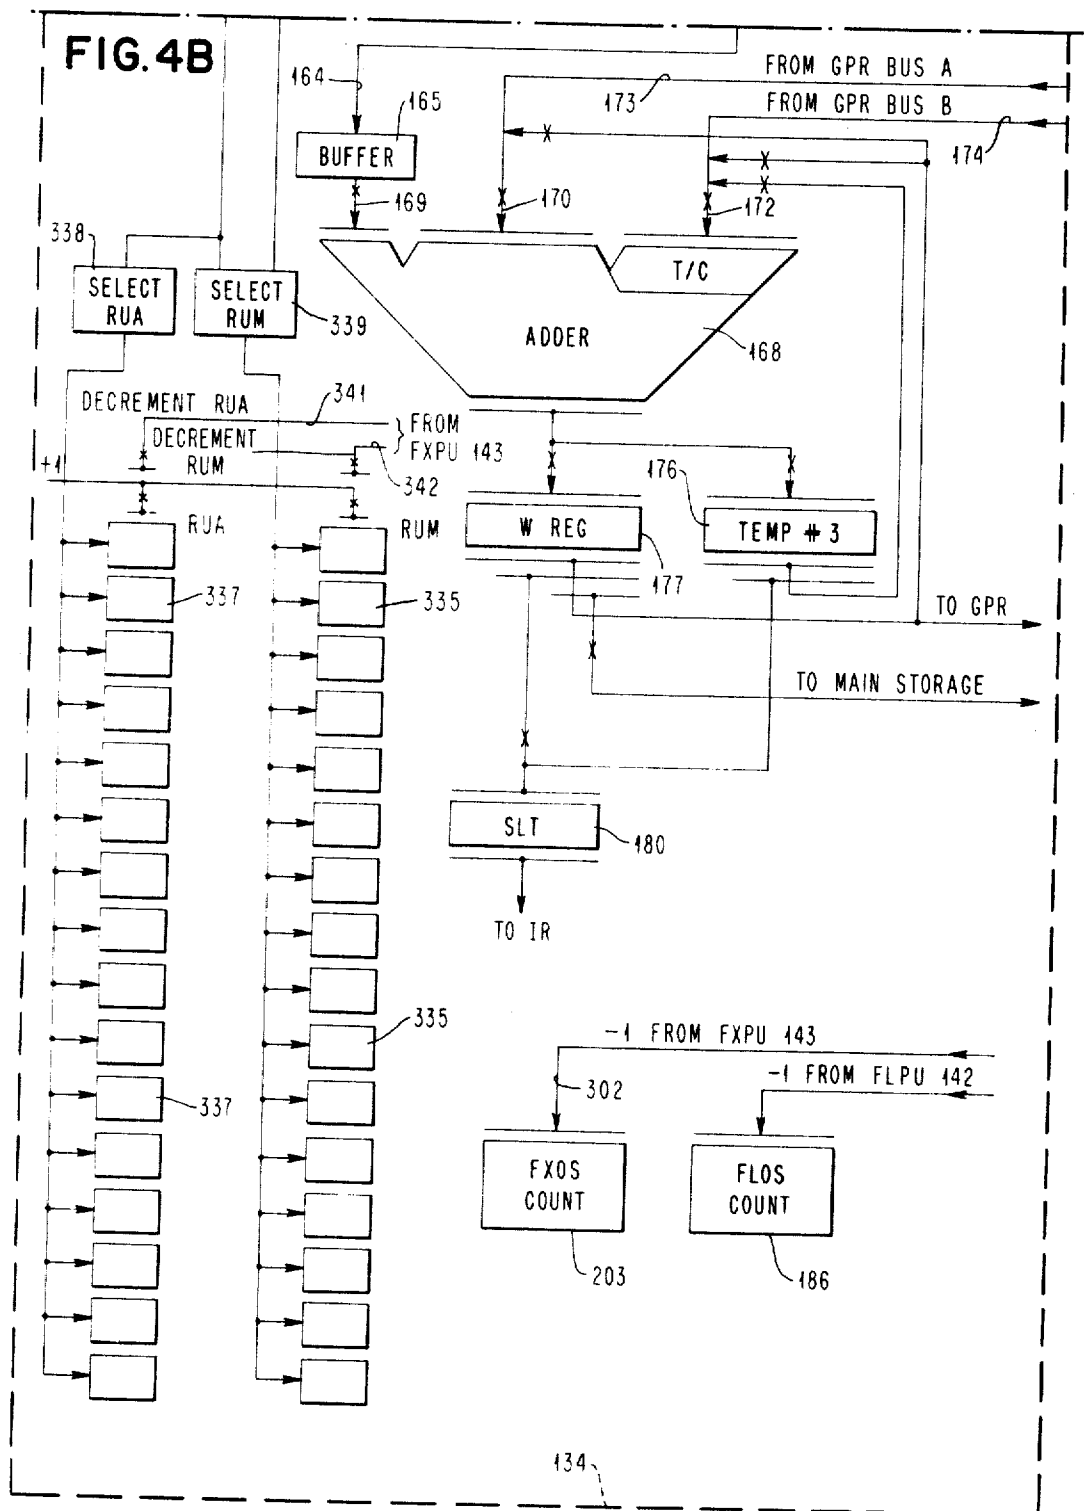 FIG. 4B
164
165
BUFFER
169
173
FROM GPR BUS A
FROM GPR BUS B
174
170
172
338
SELECT
RUA
SELECT
RUM
339
T/C
ADDER
168
DECREMENT RUA
341
DECREMENT
RUM
FROM
FXPU 143
342
+1
RUA
RUM
176
W REG
177
TEMP # 3
337
335
TO GPR
TO MAIN STORAGE
SLT
180
TO IR
335
337
-1 FROM FXPU 143
302
-1 FROM FLPU 142
FXOS
COUNT
203
FLOS
COUNT
186
134